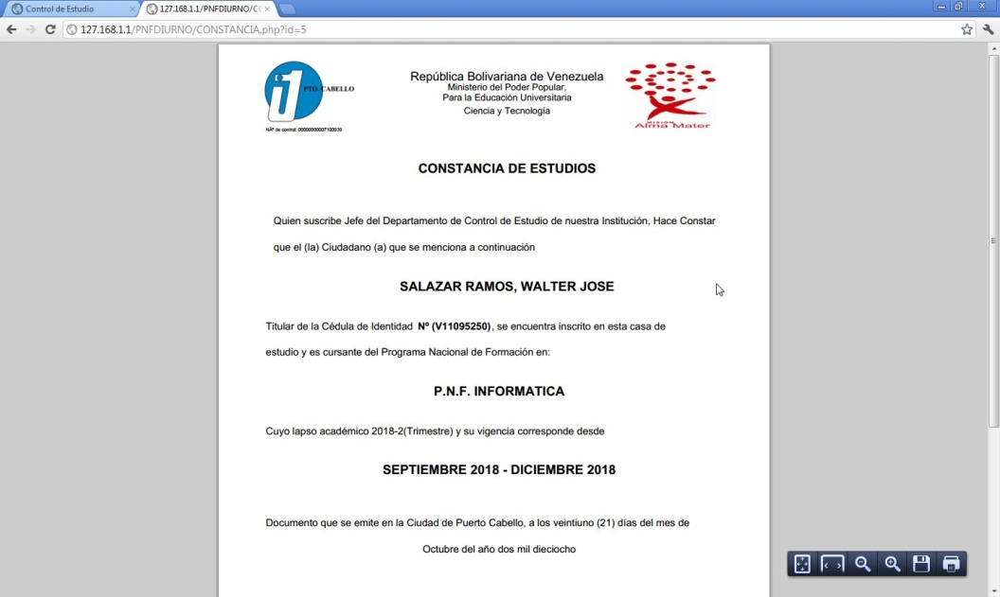 Control de Estudio
127.168.1.1/PNFDIURNO/CO
127.168.1.1/PNFDIURNO/CONSTANCIA.php?id=5
PTO. CABELLO
República Bolivariana de Venezuela
Ministerio del Poder Popular,
Para la Educación Universitaria
Ciencia y Tecnología
MISIÓN
Alma Mater
CONSTANCIA DE ESTUDIOS
Quien suscribe Jefe del Departamento de Control de Estudio de nuestra Institución, Hace Constar
que el (la) Ciudadano (a) que se menciona a continuación
SALAZAR RAMOS, WALTER JOSE
Titular de la Cédula de Identidad Nº (V11095250), se encuentra inscrito en esta casa de
estudio y es cursante del Programa Nacional de Formación en:
P.N.F. INFORMATICA
Cuyo lapso académico 2018-2(Trimestre) y su vigencia corresponde desde
SEPTIEMBRE 2018 - DICIEMBRE 2018
Documento que se emite en la Ciudad de Puerto Cabello, a los veintiuno (21) días del mes de
Octubre del año dos mil dieciocho